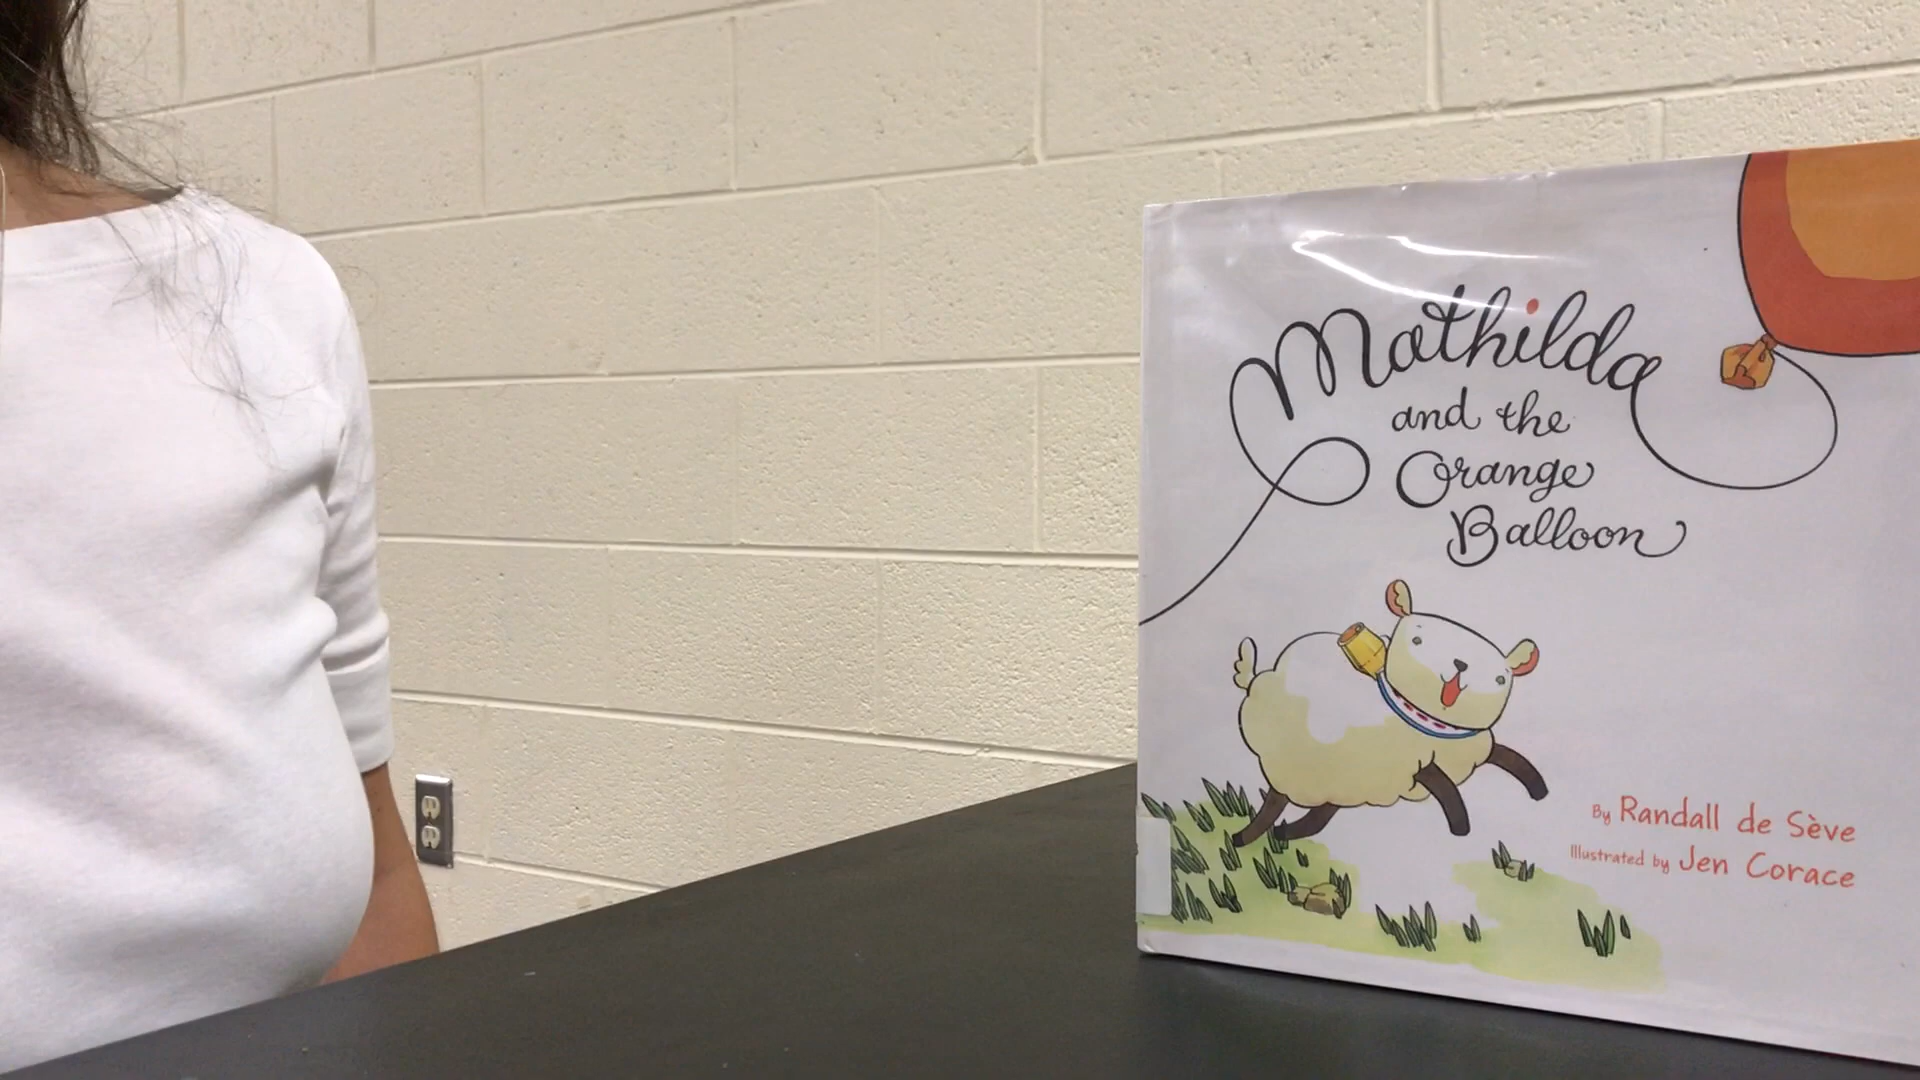 Mathilda
and the
Orange
Balloon
By Randall de Sève
Illustrated by Jen Corace